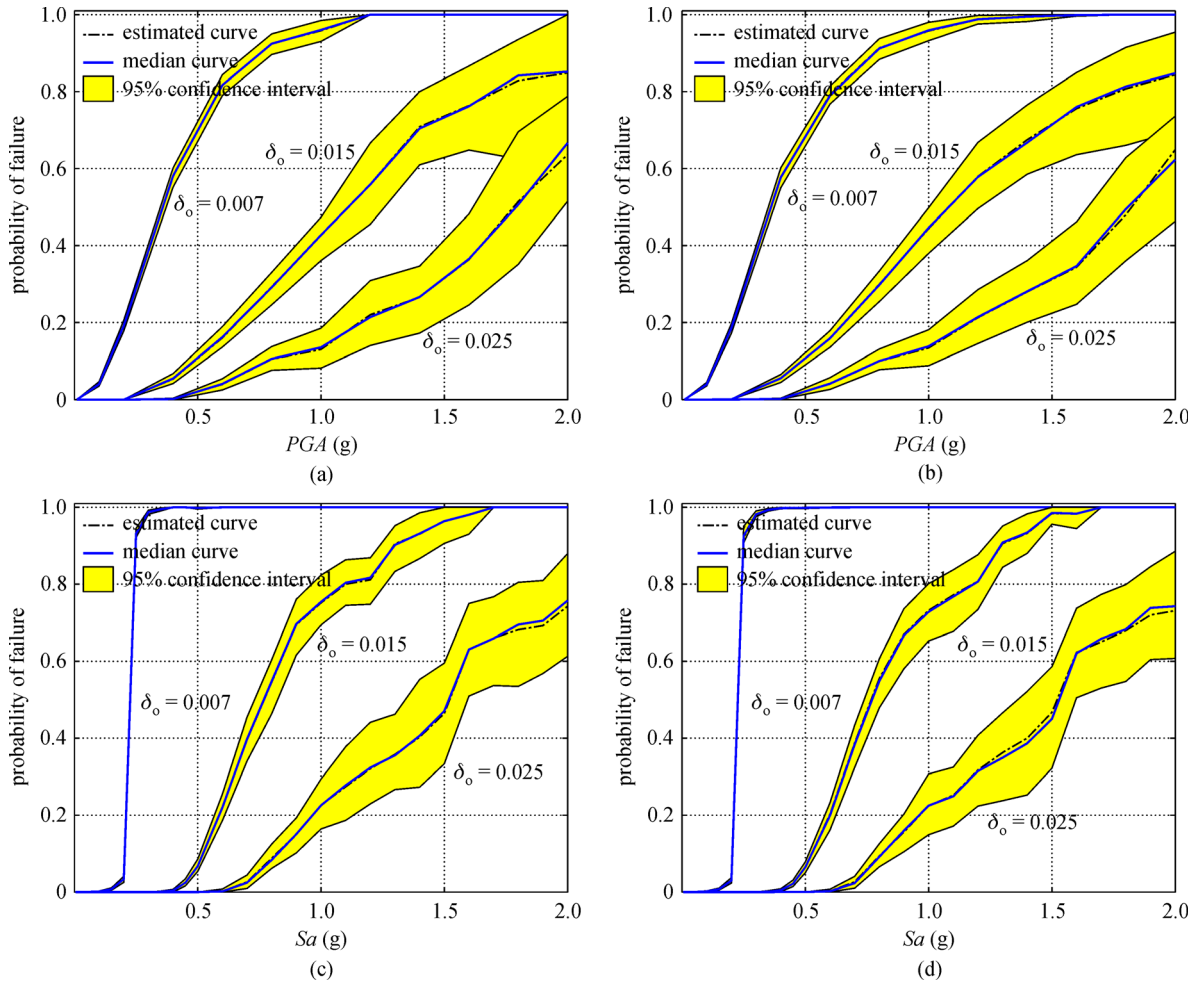 1.0
estimated curve
median curve
0.8
95% confidence interval
0.6
δo = 0.015
δo = 0.007
0.4
0.2
δo = 0.025
0
0.5
1.0
1.5
2.0
probability of failure
PGA (g)
(a)
1.0
estimated curve
median curve
0.8
95% confidence interval
0.6
δo = 0.015
δo = 0.007
0.4
0.2
δo = 0.025
0
0.5
1.0
1.5
2.0
probability of failure
PGA (g)
(b)
1.0
estimated curve
median curve
0.8
95% confidence interval
0.6
δo = 0.015
δo = 0.007
0.4
δo = 0.025
0.2
0
0.5
1.0
1.5
2.0
probability of failure
Sa (g)
(c)
1.0
estimated curve
median curve
0.8
95% confidence interval
0.6
δo = 0.015
δo = 0.007
0.4
0.2
δo = 0.025
0
0.5
1.0
1.5
2.0
probability of failure
Sa (g)
(d)